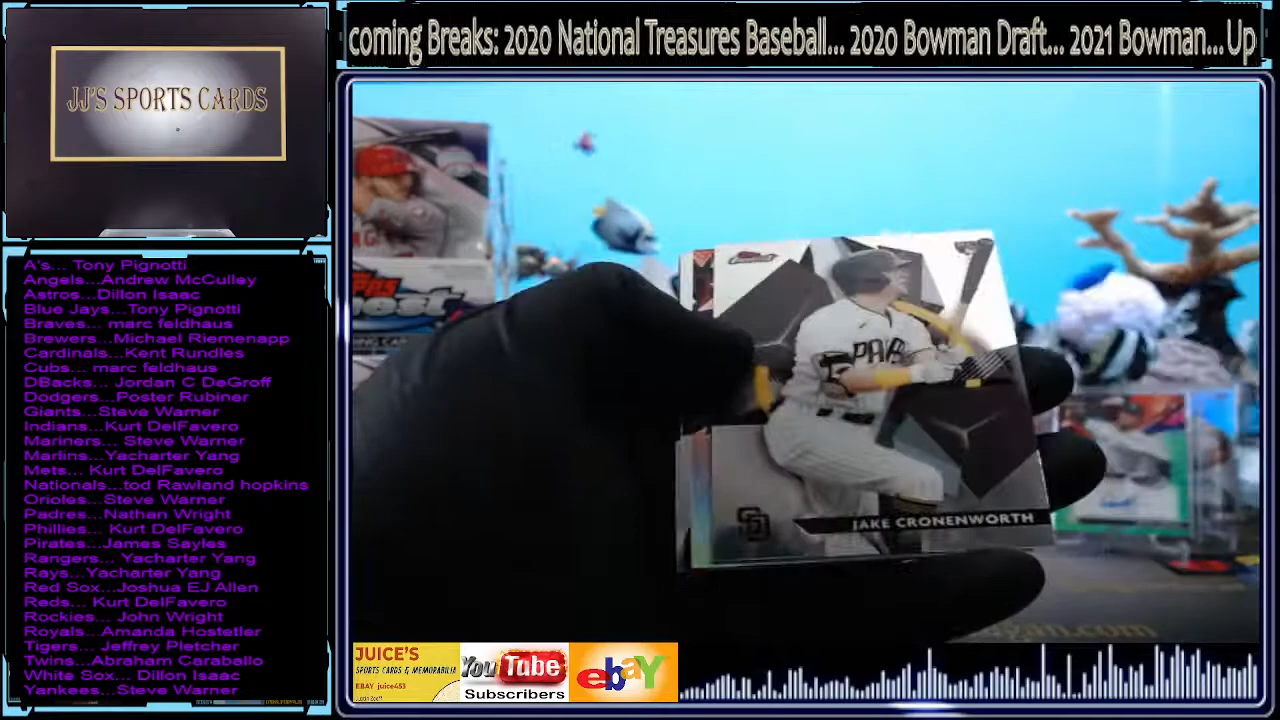 JJ'S SPORTS CARDS
coming Breaks: 2020 National Treasures Baseball... 2020 Bowman Draft... 2021 Bowman... Up
A's... Tony Pignotti
Angels...Andrew McCulley
Astros...Dillon Isaac
Blue Jays...Tony Pignotti
Braves... marc feldhaus
Brewers...Michael Riemenapp
Cardinals...Kent Rundles
Cubs... marc feldhaus
DBacks... Jordan C DeGroff
Dodgers...Poster Rubiner
Giants...Steve Warner
Indians...Kurt DelFavero
Mariners... Steve Warner
Marlins...Yacharter Yang
Mets... Kurt DelFavero
Nationals...tod Rawland hopkins
Orioles...Steve Warner
Padres...Nathan Wright
Phillies... Kurt DelFavero
Pirates...James Sayles
Rangers... Yacharter Yang
Rays...Yacharter Yang
Red Sox...Joshua EJ Allen
Reds... Kurt DelFavero
Rockies... John Wright
Royals...Amanda Hostetler
Tigers... Jeffrey Pletcher
Twins...Abraham Caraballo
White Sox... Dillon Isaac
Yankees...Steve Warner
SD
JAKE CRONENWORTH
JUICE'S
SPORTS CARDS & MEMORABILIA
EBAY juice453
YouTube
Subscribers
ebaY